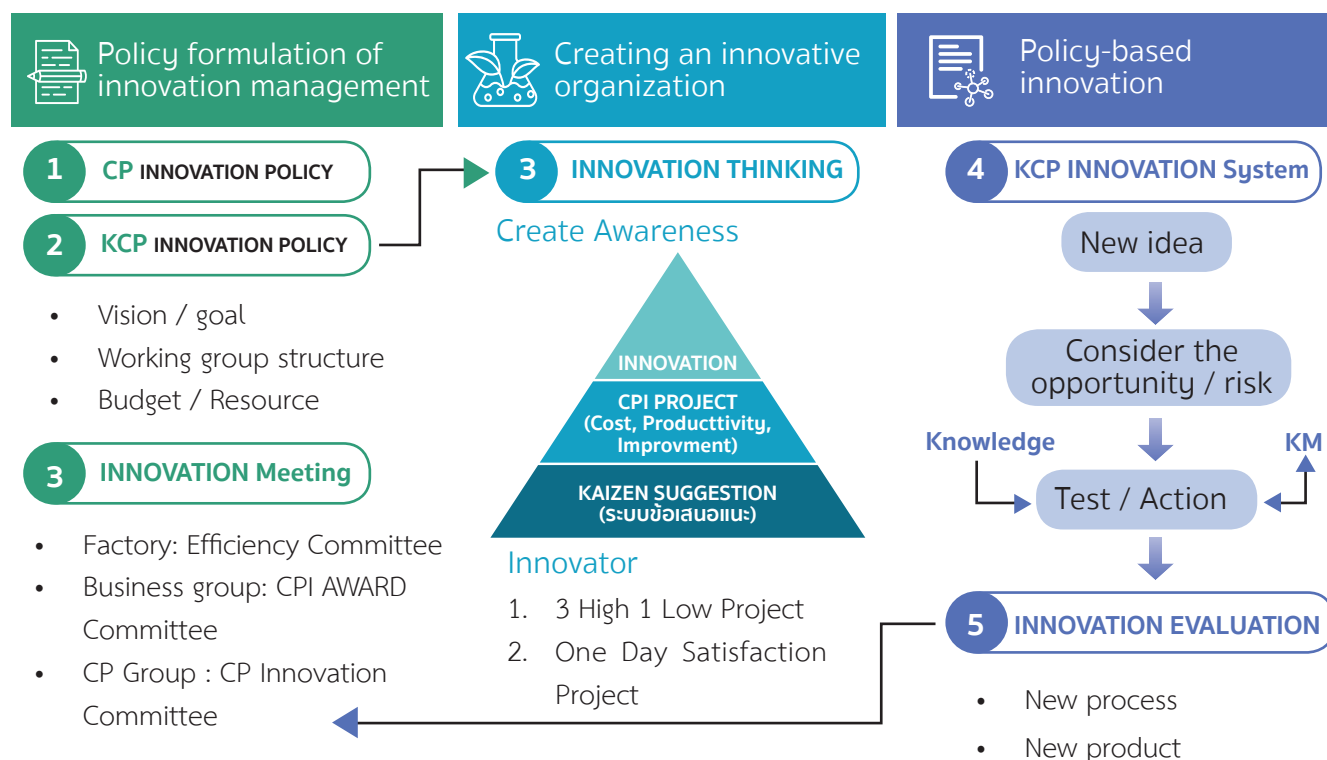 Policy formulation of
innovation management
1 CP INNOVATION POLICY
2 KCP INNOVATION POLICY
• Vision / goal
• Working group structure
• Budget / Resource
3 INNOVATION Meeting
• Factory: Efficiency Committee
• Business group: CPI AWARD
Committee
• CP Group : CP Innovation
Committee
Creating an innovative
organization
3 INNOVATION THINKING
Create Awareness
INNOVATION
CPI PROJECT
(Cost, Producttivity,
Improvment)
KAIZEN SUGGESTION
(ระบบข้อเสนอแนะ)
Innovator
1. 3 High 1 Low Project
2. One Day Satisfaction
Project
Policy-based
innovation
4 KCP INNOVATION System
New idea
Consider the
opportunity / risk
Knowledge
KM
Test / Action
5 INNOVATION EVALUATION
• New process
• New product